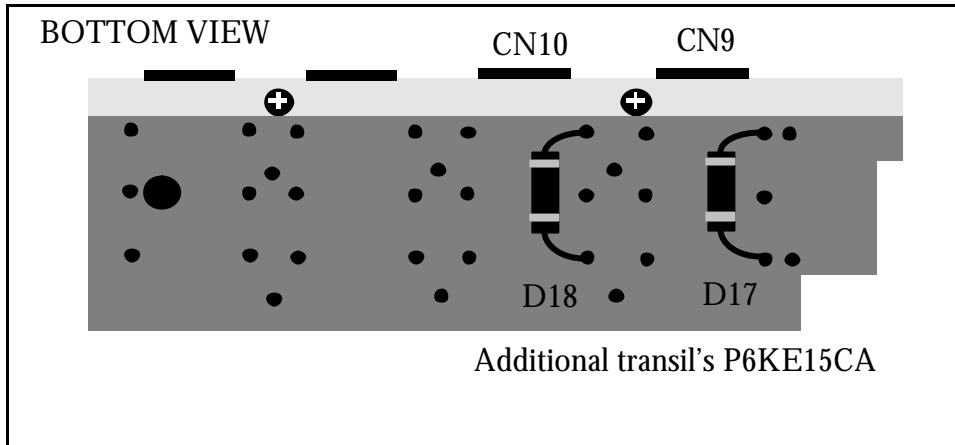 BOTTOM VIEW
CN10
CN9
D18
D17
Additional transil's P6KE15CA